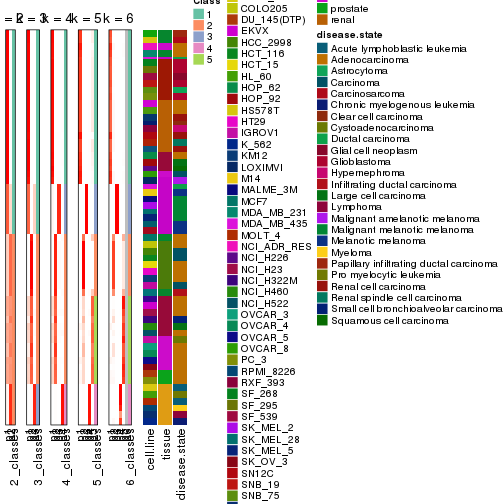 k = 3
k = 4
k = 5
k = 6
Class
1
2
3
4
5
COLO205
DU_145(DTP)
EKVX
HCC_2998
HCT_116
HCT_15
HL_60
HOP_62
HOP_92
HS578T
HT29
IGROV1
K_562
KM12
LOXIMVI
M14
MALME_3M
MCF7
MDA_MB_231
MDA_MB_435
MOLT_4
NCI_ADR_RES
NCI_H226
NCI_H23
NCI_H322M
NCI_H460
NCI_H522
OVCAR_3
OVCAR_4
OVCAR_5
OVCAR_8
PC_3
RPMI_8226
RXF_393
SF_268
SF_295
SF_539
SK_MEL_2
SK_MEL_28
SK_MEL_5
SK_OV_3
SN12C
SNB_19
SNB_75
prostate
renal
disease.state
Acute lymphoblastic leukemia
Adenocarcinoma
Astrocytoma
Carcinoma
Carcinosarcoma
Chronic myelogenous leukemia
Clear cell carcinoma
Cystoadenocarcinoma
Ductal carcinoma
Glial cell neoplasm
Glioblastoma
Hypernephroma
Infiltrating ductal carcinoma
Large cell carcinoma
Lymphoma
Malignant amelanotic melanoma
Malignant melanotic melanoma
Melanotic melanoma
Myeloma
Papillary infiltrating ductal carcinoma
Pro myelocytic leukemia
Renal cell carcinoma
Renal spindle cell carcinoma
Small cell bronchioalveolar carcinoma
Squamous cell carcinoma
2_classes
3_classes
4_classes
5_classes
6_classes
cell.line
tissue
disease.state